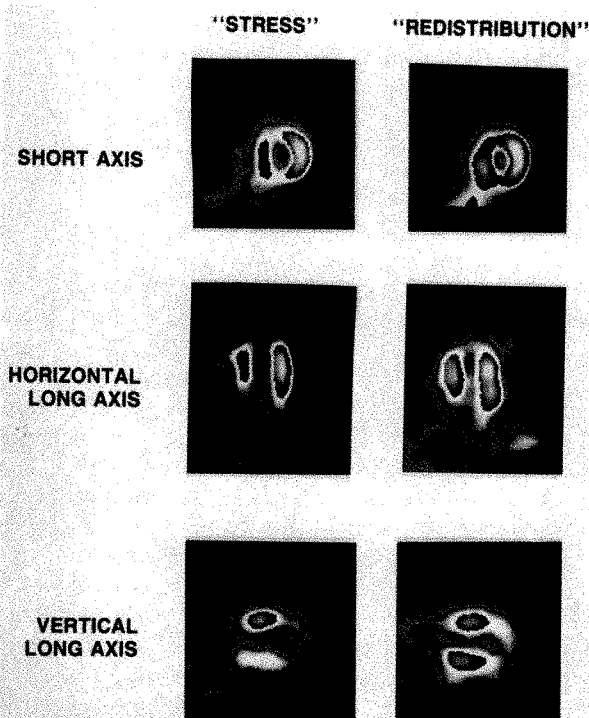 "STRESS" "REDISTRIBUTION"
SHORT AXIS
HORIZONTAL
LONG AXIS
VERTICAL
LONG AXIS